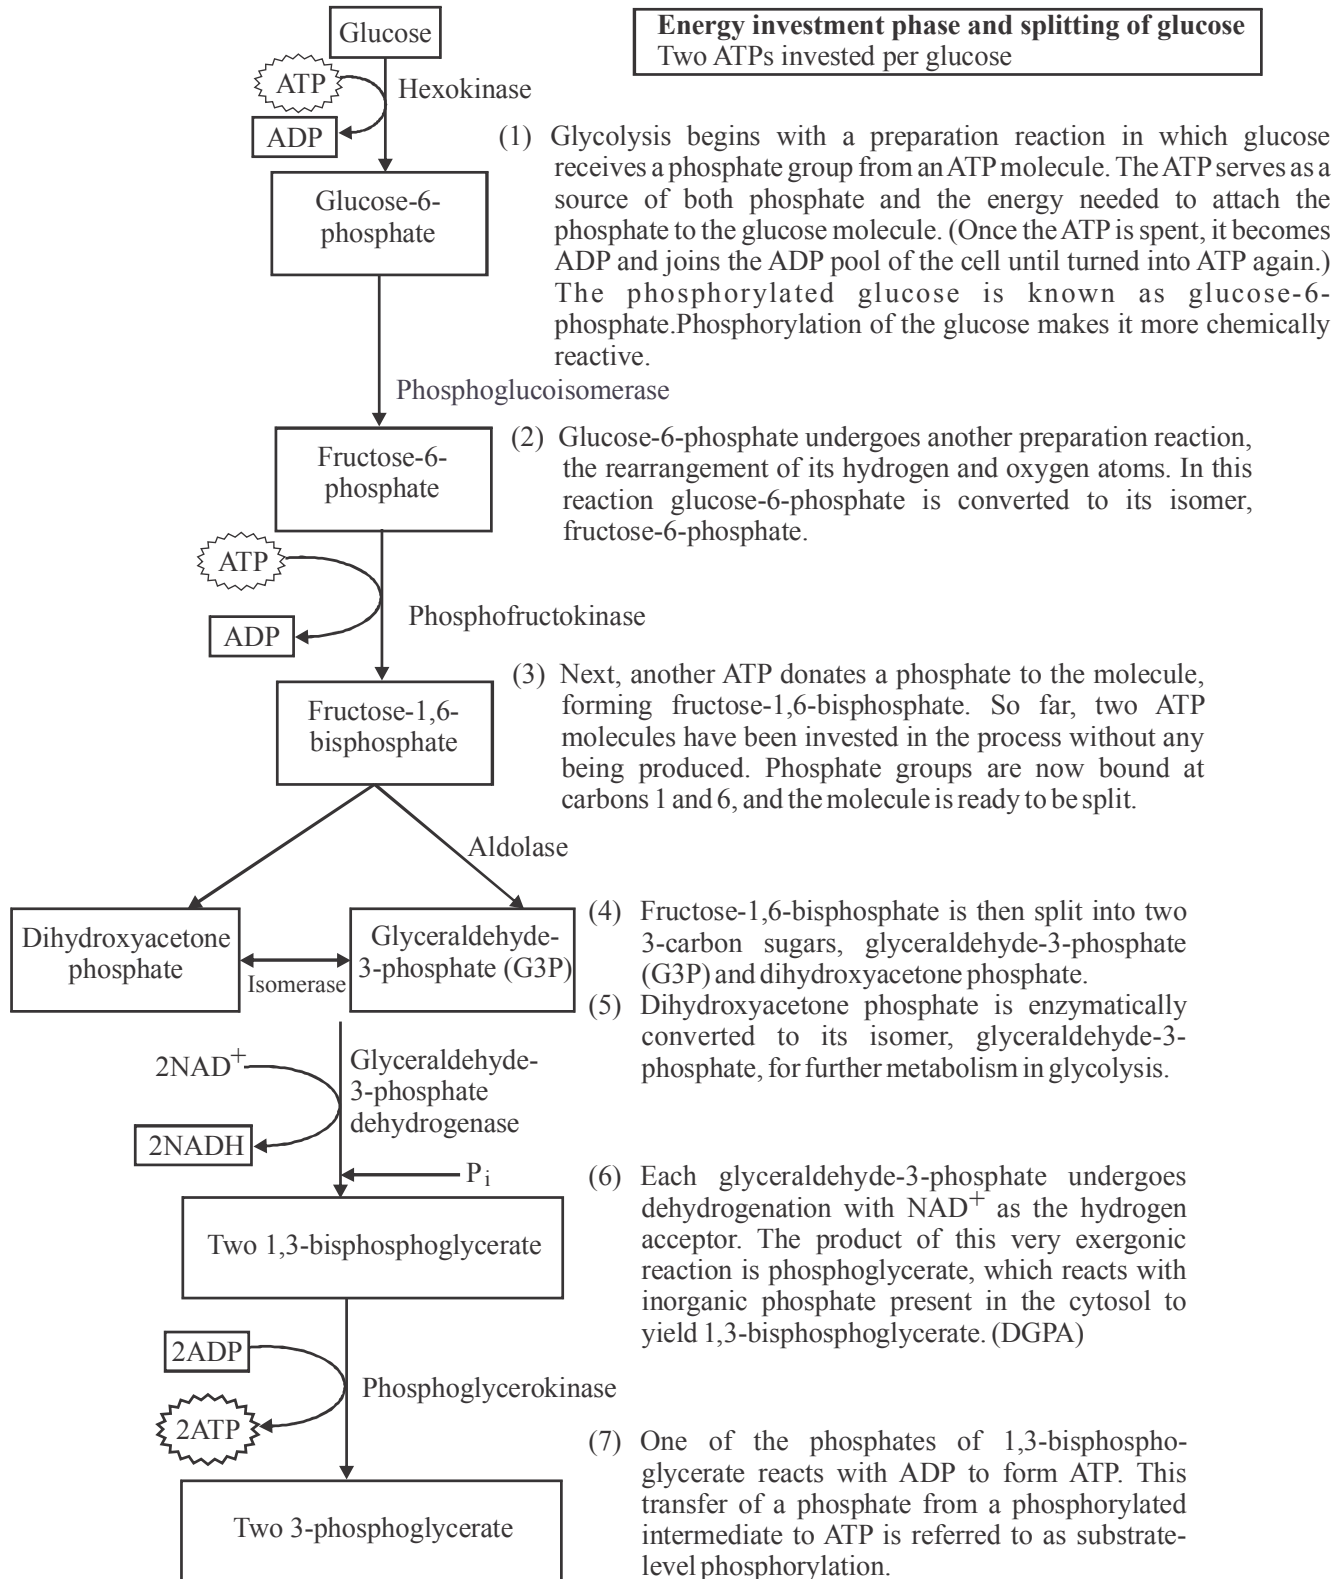 Glucose
Energy investment phase and splitting of glucose
Two ATPs invested per glucose
ATP
Hexokinase
ADP
(1) Glycolysis begins with a preparation reaction in which glucose
receives a phosphate group from an ATP molecule. The ATP serves as a
source of both phosphate and the energy needed to attach the
phosphate to the glucose molecule. (Once the ATP is spent, it becomes
ADP and joins the ADP pool of the cell until turned into ATP again.)
The phosphorylated glucose is known as glucose-6-
phosphate.Phosphorylation of the glucose makes it more chemically
reactive.
Glucose-6-
phosphate
Phosphoglucoisomerase
Fructose-6-
phosphate
(2) Glucose-6-phosphate undergoes another preparation reaction,
the rearrangement of its hydrogen and oxygen atoms. In this
reaction glucose-6-phosphate is converted to its isomer,
fructose-6-phosphate.
ATP
Phosphofructokinase
ADP
(3) Next, another ATP donates a phosphate to the molecule,
forming fructose-1,6-bisphosphate. So far, two ATP
molecules have been invested in the process without any
being produced. Phosphate groups are now bound at
carbons 1 and 6, and the molecule is ready to be split.
Fructose-1,6-
bisphosphate
Aldolase
Dihydroxyacetone
phosphate
Isomerase
Glyceraldehyde-
3-phosphate (G3P)
(4) Fructose-1,6-bisphosphate is then split into two
3-carbon sugars, glyceraldehyde-3-phosphate
(G3P) and dihydroxyacetone phosphate.
(5) Dihydroxyacetone phosphate is enzymatically
converted to its isomer, glyceraldehyde-3-
phosphate, for further metabolism in glycolysis.
2NAD+
Glyceraldehyde-
3-phosphate
dehydrogenase
2NADH
Pi
(6) Each glyceraldehyde-3-phosphate undergoes
dehydrogenation with NAD+ as the hydrogen
acceptor. The product of this very exergonic
reaction is phosphoglycerate, which reacts with
inorganic phosphate present in the cytosol to
yield 1,3-bisphosphoglycerate. (DGPA)
Two 1,3-bisphosphoglycerate
2ADP
Phosphoglycerokinase
2ATP
(7) One of the phosphates of 1,3-bisphospho-
glycerate reacts with ADP to form ATP. This
transfer of a phosphate from a phosphorylated
intermediate to ATP is referred to as substrate-
level phosphorylation.
Two 3-phosphoglycerate